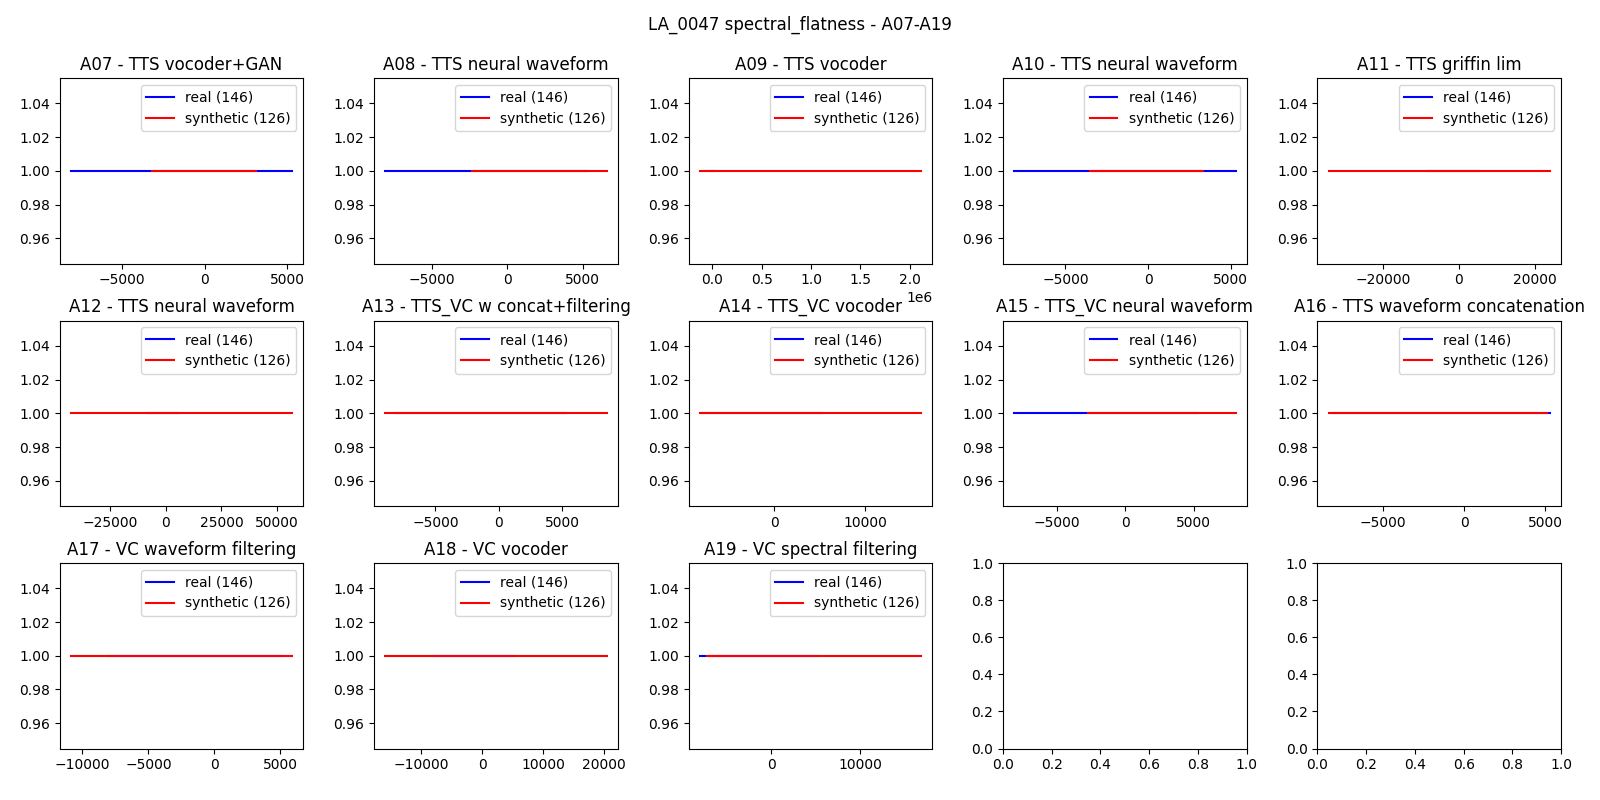 LA_0047 spectral_flatness - A07-A19
A07 - TTS vocoder+GAN
real (146)
synthetic (126)
1.04
1.02
1.00
0.98
0.96
−5000 0 5000
A08 - TTS neural waveform
real (146)
synthetic (126)
1.04
1.02
1.00
0.98
0.96
−5000 0 5000
A09 - TTS vocoder
real (146)
synthetic (126)
1.04
1.02
1.00
0.98
0.96
0.0 0.5 1.0 1.5 2.0
1e6
A10 - TTS neural waveform
real (146)
synthetic (126)
1.04
1.02
1.00
0.98
0.96
−5000 0 5000
A11 - TTS griffin lim
real (146)
synthetic (126)
1.04
1.02
1.00
0.98
0.96
−20000 0 20000
A12 - TTS neural waveform
real (146)
synthetic (126)
1.04
1.02
1.00
0.98
0.96
−25000 0 25000 50000
A13 - TTS_VC w concat+filtering
real (146)
synthetic (126)
1.04
1.02
1.00
0.98
0.96
−5000 0 5000
A14 - TTS_VC vocoder
real (146)
synthetic (126)
1.04
1.02
1.00
0.98
0.96
0 10000
A15 - TTS_VC neural waveform
real (146)
synthetic (126)
1.04
1.02
1.00
0.98
0.96
−5000 0 5000
A16 - TTS waveform concatenation
real (146)
synthetic (126)
1.04
1.02
1.00
0.98
0.96
−5000 0 5000
A17 - VC waveform filtering
real (146)
synthetic (126)
1.04
1.02
1.00
0.98
0.96
−10000 −5000 0 5000
A18 - VC vocoder
real (146)
synthetic (126)
1.04
1.02
1.00
0.98
0.96
−10000 0 10000 20000
A19 - VC spectral filtering
real (146)
synthetic (126)
1.04
1.02
1.00
0.98
0.96
0 10000
1.0
0.8
0.6
0.4
0.2
0.0
0.0 0.2 0.4 0.6 0.8 1.0
1.0
0.8
0.6
0.4
0.2
0.0
0.0 0.2 0.4 0.6 0.8 1.0